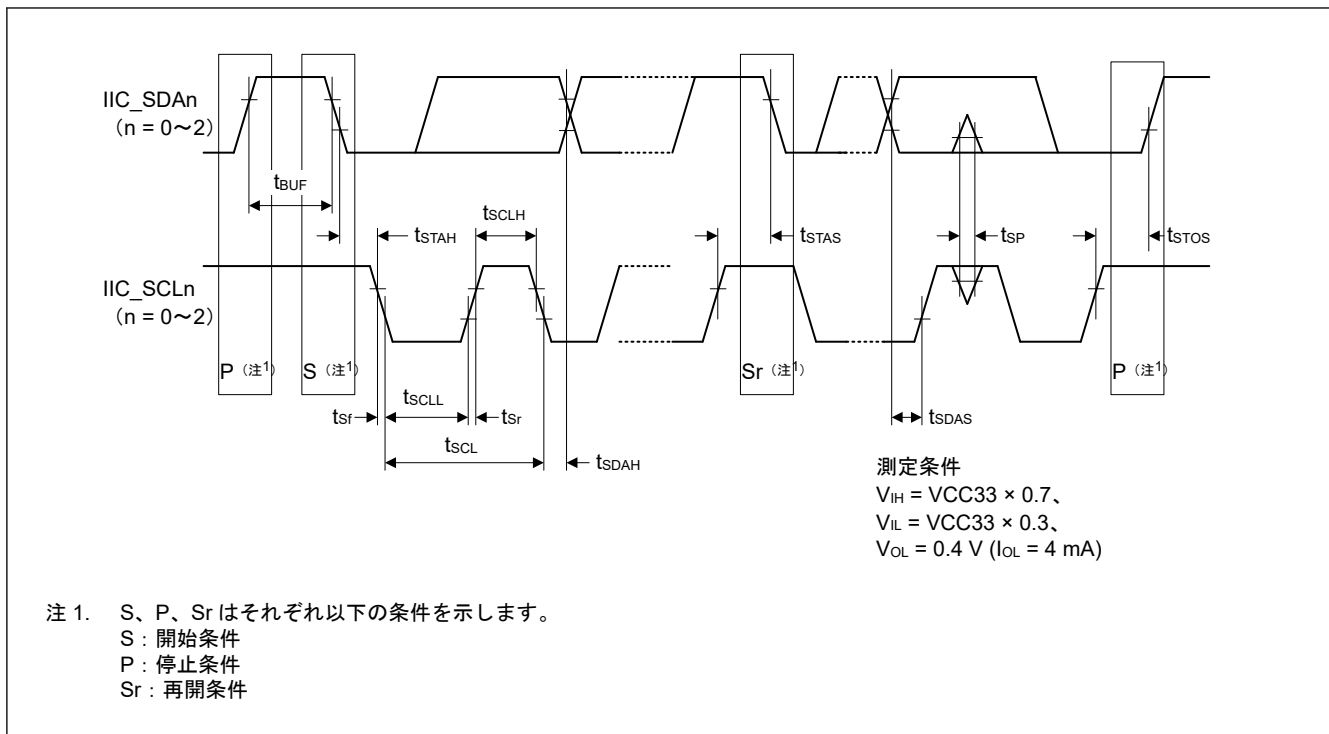 IIC_SDAn
（n = 0～2）
tBUF
tSCLH
tSTAH
tSTAS
tSP
tSTOS
IIC_SCLn
（n = 0～2）
P（注1）
S（注1）
Sr（注1）
P（注1）
tSCLL
tSf
tSr
tSDAS
tSCL
tSDAH
測定条件
VIH = VCC33 × 0.7、
VIL = VCC33 × 0.3、
VOL = 0.4 V (IOL = 4 mA)
注 1. S、P、Sr はそれぞれ以下の条件を示します。
S：開始条件
P：停止条件
Sr：再開条件